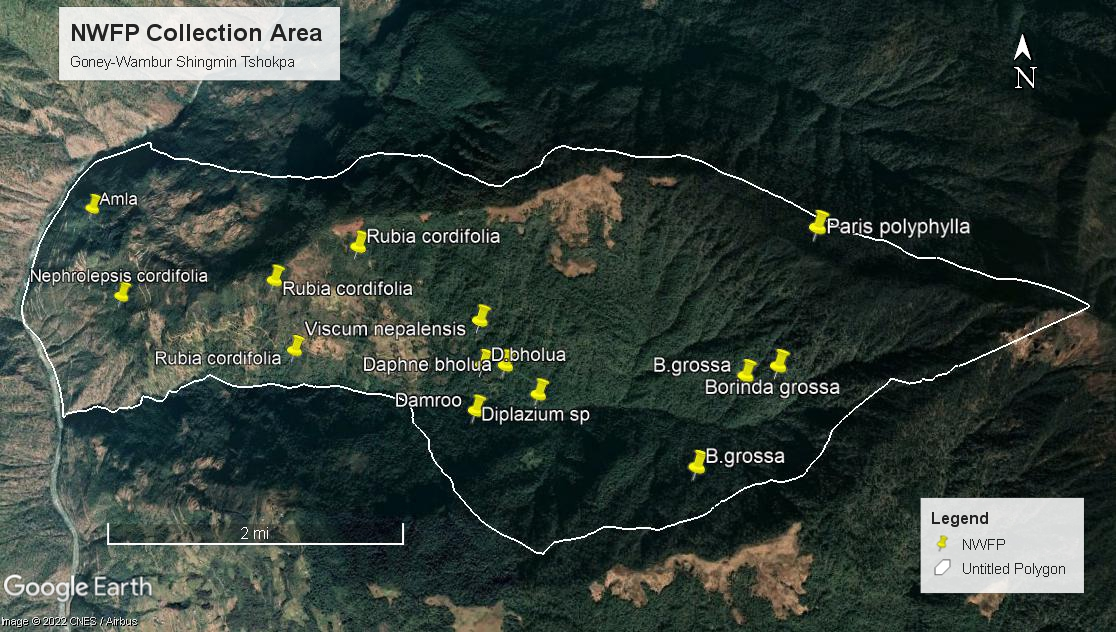 NWFP Collection Area
Goney-Wambur Shingmin Tshokpa
N
Amla
Paris polyphylla
Rubia cordifolia
Nephrolepsis cordifolia
Rubia cordifolia
Viscum nepalensis
Rubia cordifolia
D.bholua
Daphne bholua
B.grossa
Borinda grossa
Damroo
Diplazium sp
B.grossa
Legend
NWFP
Untitled Polygon
2 mi
Google Earth
Image © 2022 CNES / Airbus